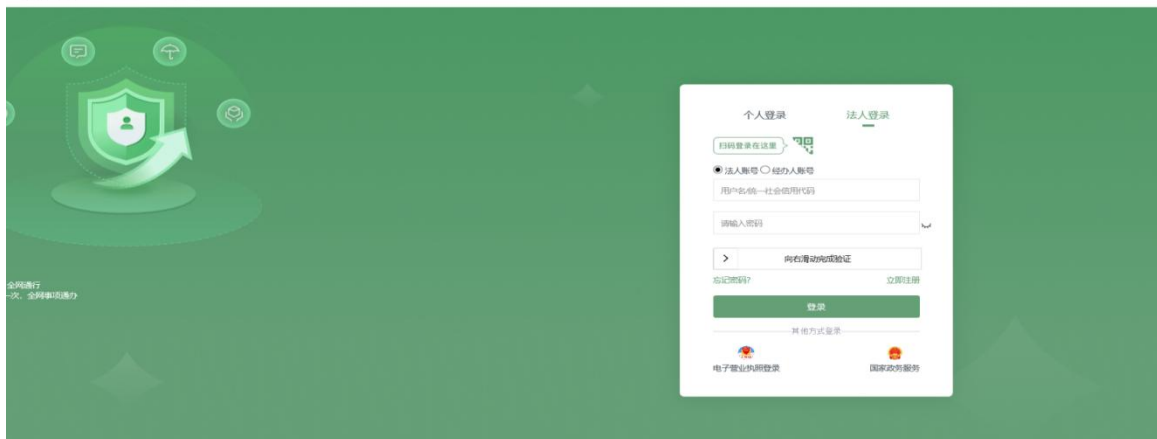 个人登录
法人登录
扫码登录在这里
法人账号 经办人账号
用户名/统一社会信用代码
请输入密码
向右滑动完成验证
忘记密码?
立即注册
登录
其他方式登录
电子营业执照登录
国家政务服务
全网通行
一次、全网事项通办